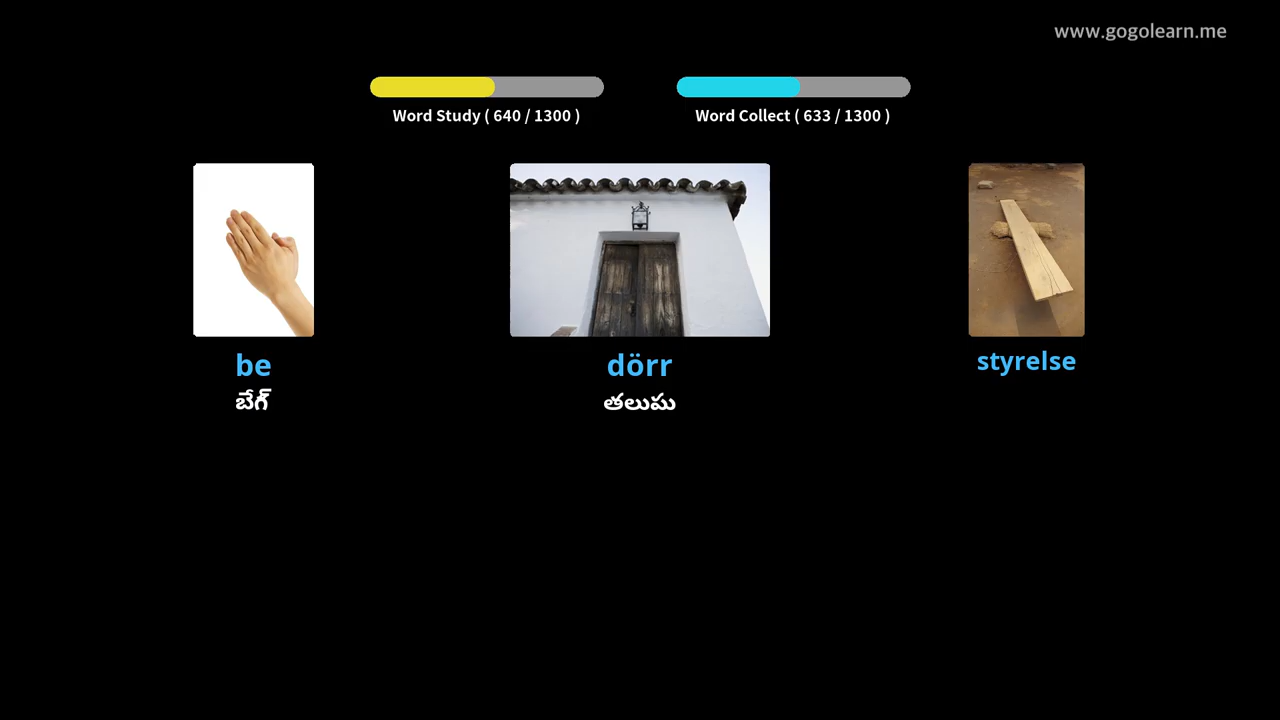 www.gogolearn.me
Word Study ( 640 / 1300 )
Word Collect ( 633 / 1300 )
be
dörr
styrelse
బేగ్
తలుపు